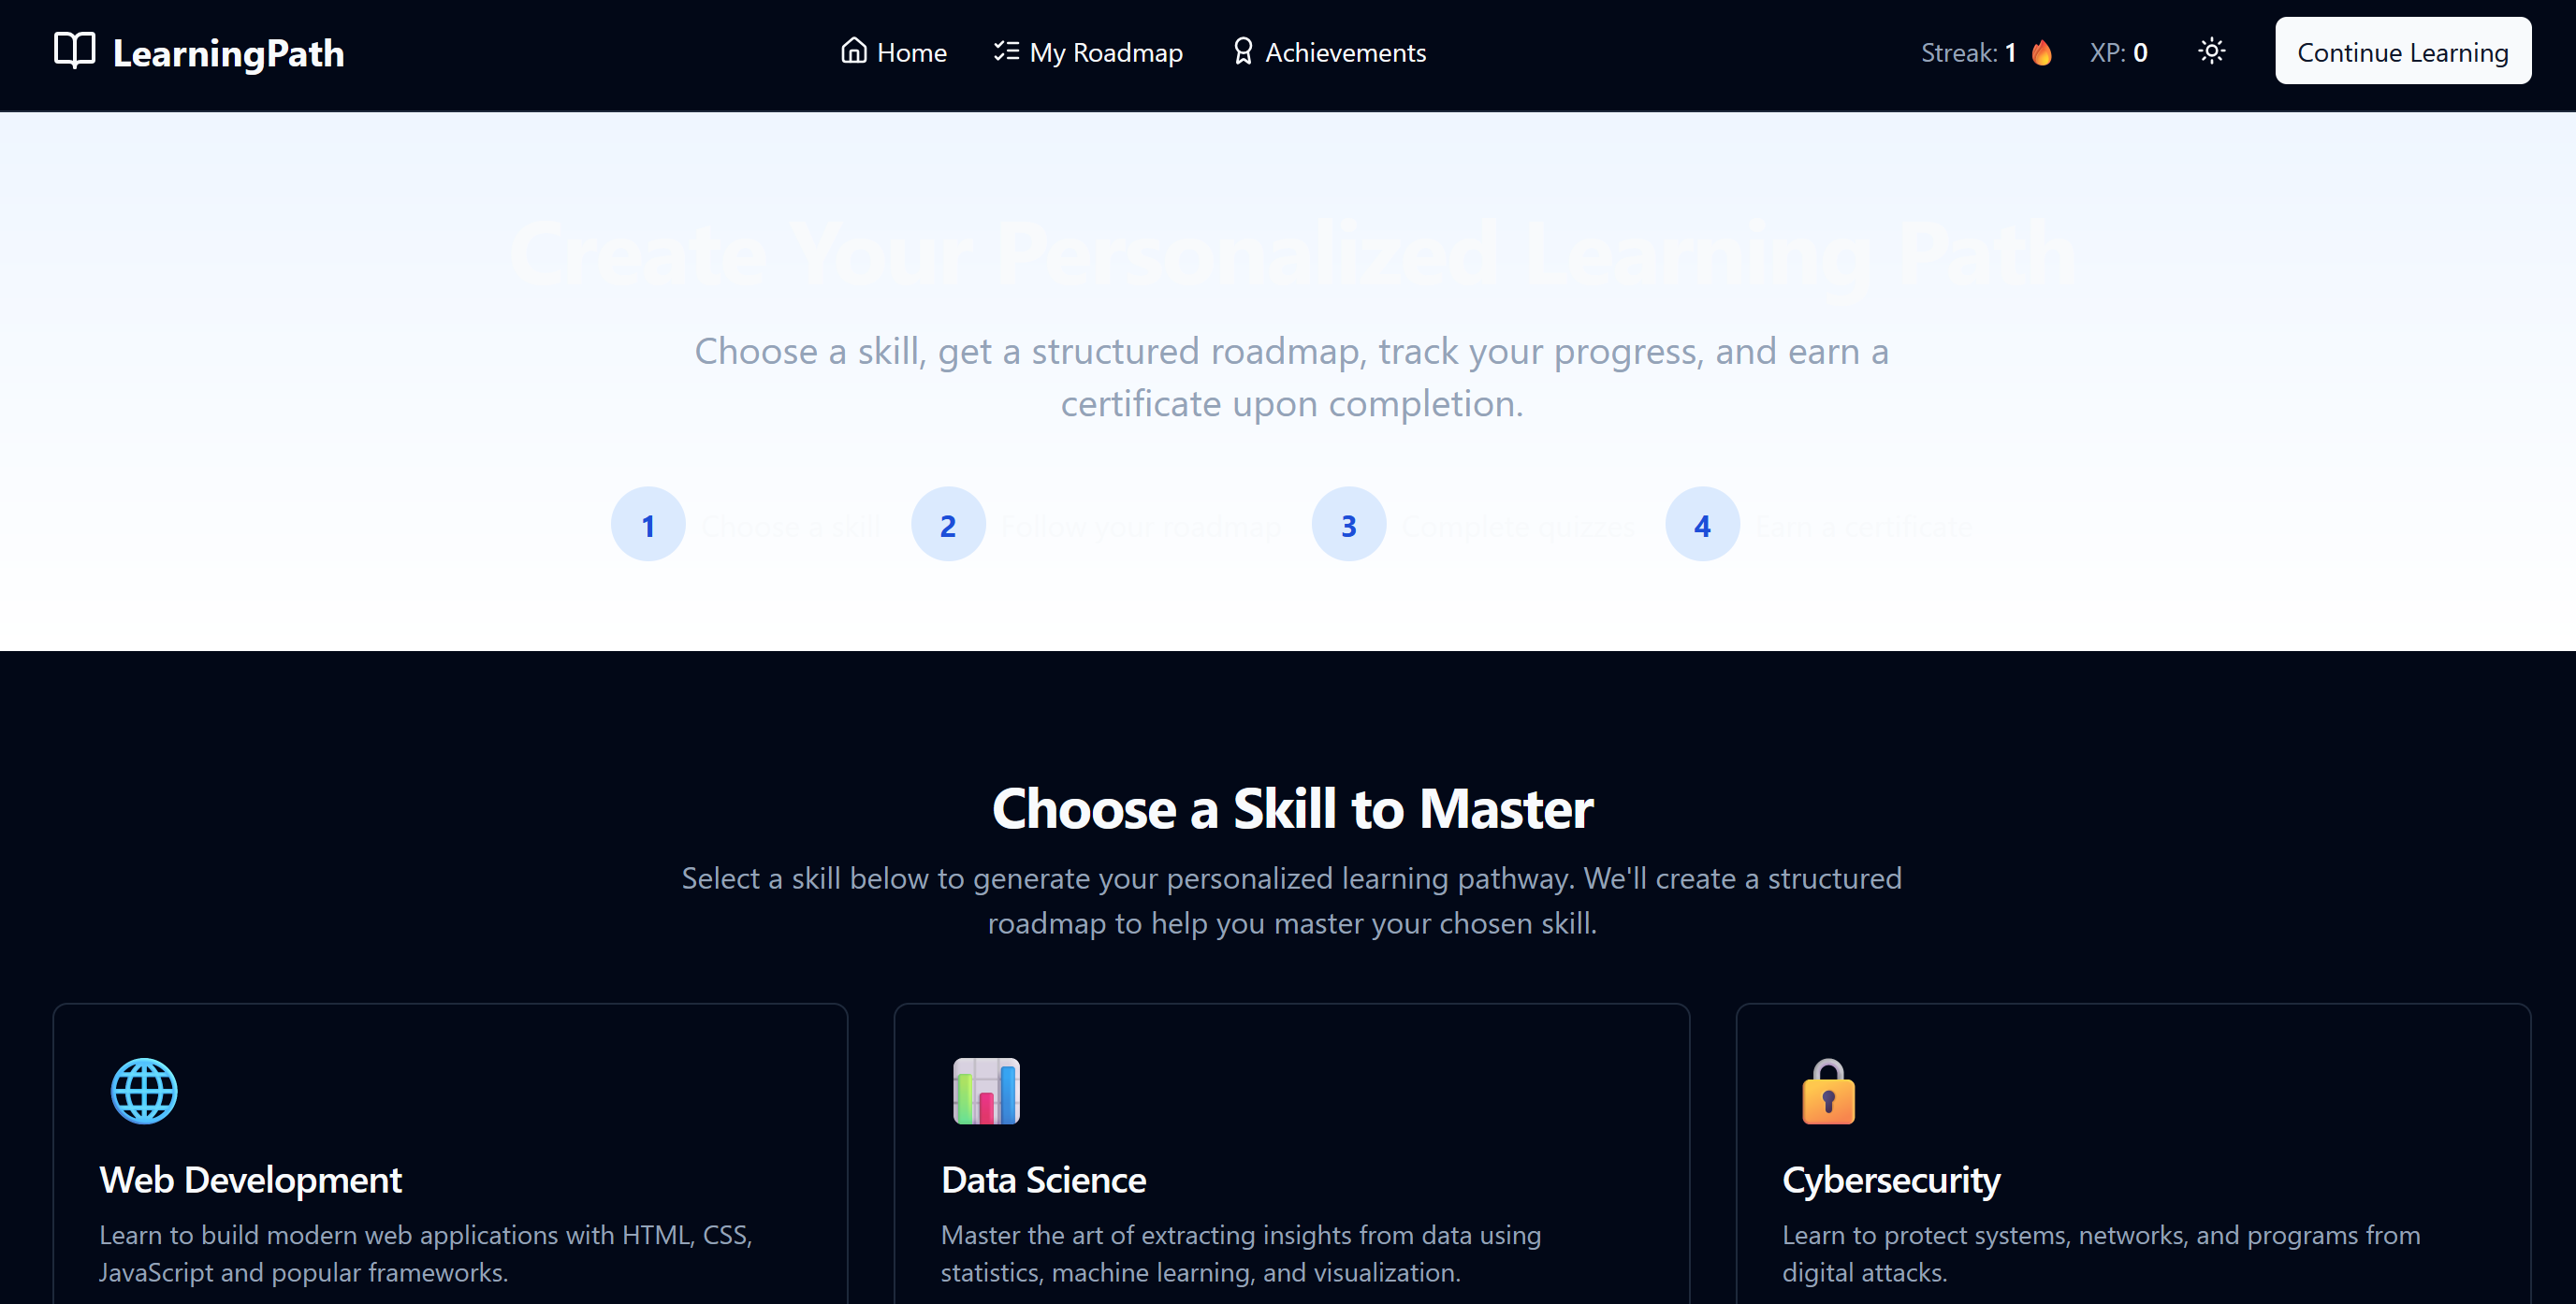 LearningPath
Home
My Roadmap
Achievements
Streak: 1 🔥
XP: 0
Continue Learning
Create Your Personalized Learning Path
Choose a skill, get a structured roadmap, track your progress, and earn a
certificate upon completion.
1 Choose a skill
2 Follow your roadmap
3 Complete quizzes
4 Earn a certificate
Choose a Skill to Master
Select a skill below to generate your personalized learning pathway. We'll create a structured
roadmap to help you master your chosen skill.
Web Development
Learn to build modern web applications with HTML, CSS,
JavaScript and popular frameworks.
Data Science
Master the art of extracting insights from data using
statistics, machine learning, and visualization.
Cybersecurity
Learn to protect systems, networks, and programs from
digital attacks.